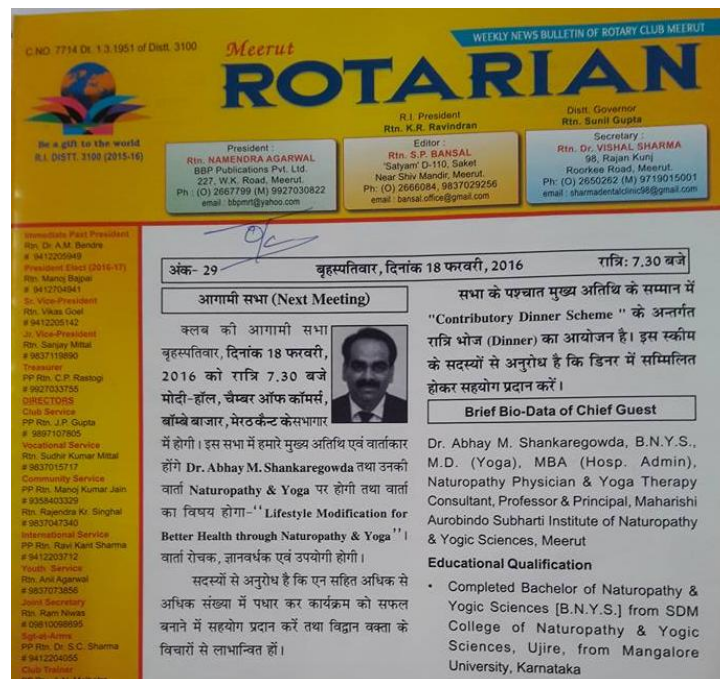 C.NO. 7714 Dt. 1.3.1951 of Distt. 3100
WEEKLY NEWS BULLETIN OF ROTARY CLUB MEERUT
Meerut
ROTARIAN
Be a gift to the world
R.I. DISTT. 3100 (2015-16)
R.I. President
Rtn. K.R. Ravindran
Distt. Governor
Rtn. Sunil Gupta
President :
Rtn. NAMENDRA AGARWAL
BBP Publications Pvt. Ltd.
227, W.K. Road, Meerut.
Ph : (O) 2667799 (M) 9927030822
email : bbpmrt@yahoo.com
Editor :
Rtn. S.P. BANSAL
'Satyam' D-110, Saket
Near Shiv Mandir, Meerut.
Ph: (O) 2666084, 9837029256
email : bansal.office@gmail.com
Secretary :
Rtn. Dr. VISHAL SHARMA
98, Rajan Kunj
Roorkee Road, Meerut.
Ph: (O) 2650262 (M) 9719015001
email : sharmadentalclinic98@gmail.com
Immediate Past President
Rtn. Dr. A.M. Bendre
# 9412205949
President Elect (2016-17)
Rtn. Manoj Bajpai
# 9412704941
Sr. Vice-President
Rtn. Vikas Goel
# 9412205142
Jr. Vice-President
Rtn. Sanjay Mittal
# 9837119890
Treasurer
PP Rtn. C.P. Rastogi
# 9927033755
DIRECTORS
Club Service
PP Rtn. J.P. Gupta
# 9897107805
Vocational Service
Rtn. Sudhir Kumar Mittal
# 9837015717
Community Service
PP Rtn. Manoj Kumar Jain
# 9358403329
Rtn. Rajendra Kr. Singhal
# 9837047340
International Service
PP Rtn. Ravi Kant Sharma
# 9412203712
Youth Service
Rtn. Anil Agarwal
# 9837073856
Joint Secretary
Rtn. Ram Niwas
# 09810098695
Sgt-at-Arms
PP Rtn. Dr. S.C. Sharma
# 9412204055
Club Trainer
अंक- 29 बृहस्पतिवार, दिनांक 18 फरवरी, 2016 रात्रि: 7.30 बजे
आगामी सभा (Next Meeting)
क्लब की आगामी सभा
बृहस्पतिवार, दिनांक 18 फरवरी,
2016 को रात्रि 7.30 बजे
मोदी-हॉल, चैम्बर ऑफ कॉमर्स,
बॉम्बे बाजार, मेरठ कैन्ट के सभागार
में होगी। इस सभा में हमारे मुख्य अतिथि एवं वार्ताकार
होंगे Dr. Abhay M. Shankaregowda तथा उनकी
वार्ता Naturopathy & Yoga पर होगी तथा वार्ता
का विषय होगा-‘‘Lifestyle Modification for
Better Health through Naturopathy & Yoga’’।
वार्ता रोचक, ज्ञानवर्धक एवं उपयोगी होगी।
सदस्यों से अनुरोध है कि एन सहित अधिक से
अधिक संख्या में पधार कर कार्यक्रम को सफल
बनाने में सहयोग प्रदान करें तथा विद्वान वक्ता के
विचारों से लाभान्वित हों।
सभा के पश्चात मुख्य अतिथि के सम्मान में
"Contributory Dinner Scheme " के अन्तर्गत
रात्रि भोज (Dinner) का आयोजन है। इस स्कीम
के सदस्यों से अनुरोध है कि डिनर में सम्मिलित
होकर सहयोग प्रदान करें।
Brief Bio-Data of Chief Guest
Dr. Abhay M. Shankaregowda, B.N.Y.S.,
M.D. (Yoga), MBA (Hosp. Admin),
Naturopathy Physician & Yoga Therapy
Consultant, Professor & Principal, Maharishi
Aurobindo Subharti Institute of Naturopathy
& Yogic Sciences, Meerut
Educational Qualification
• Completed Bachelor of Naturopathy &
Yogic Sciences [B.N.Y.S.] from SDM
College of Naturopathy & Yogic
Sciences, Ujire, from Mangalore
University, Karnataka